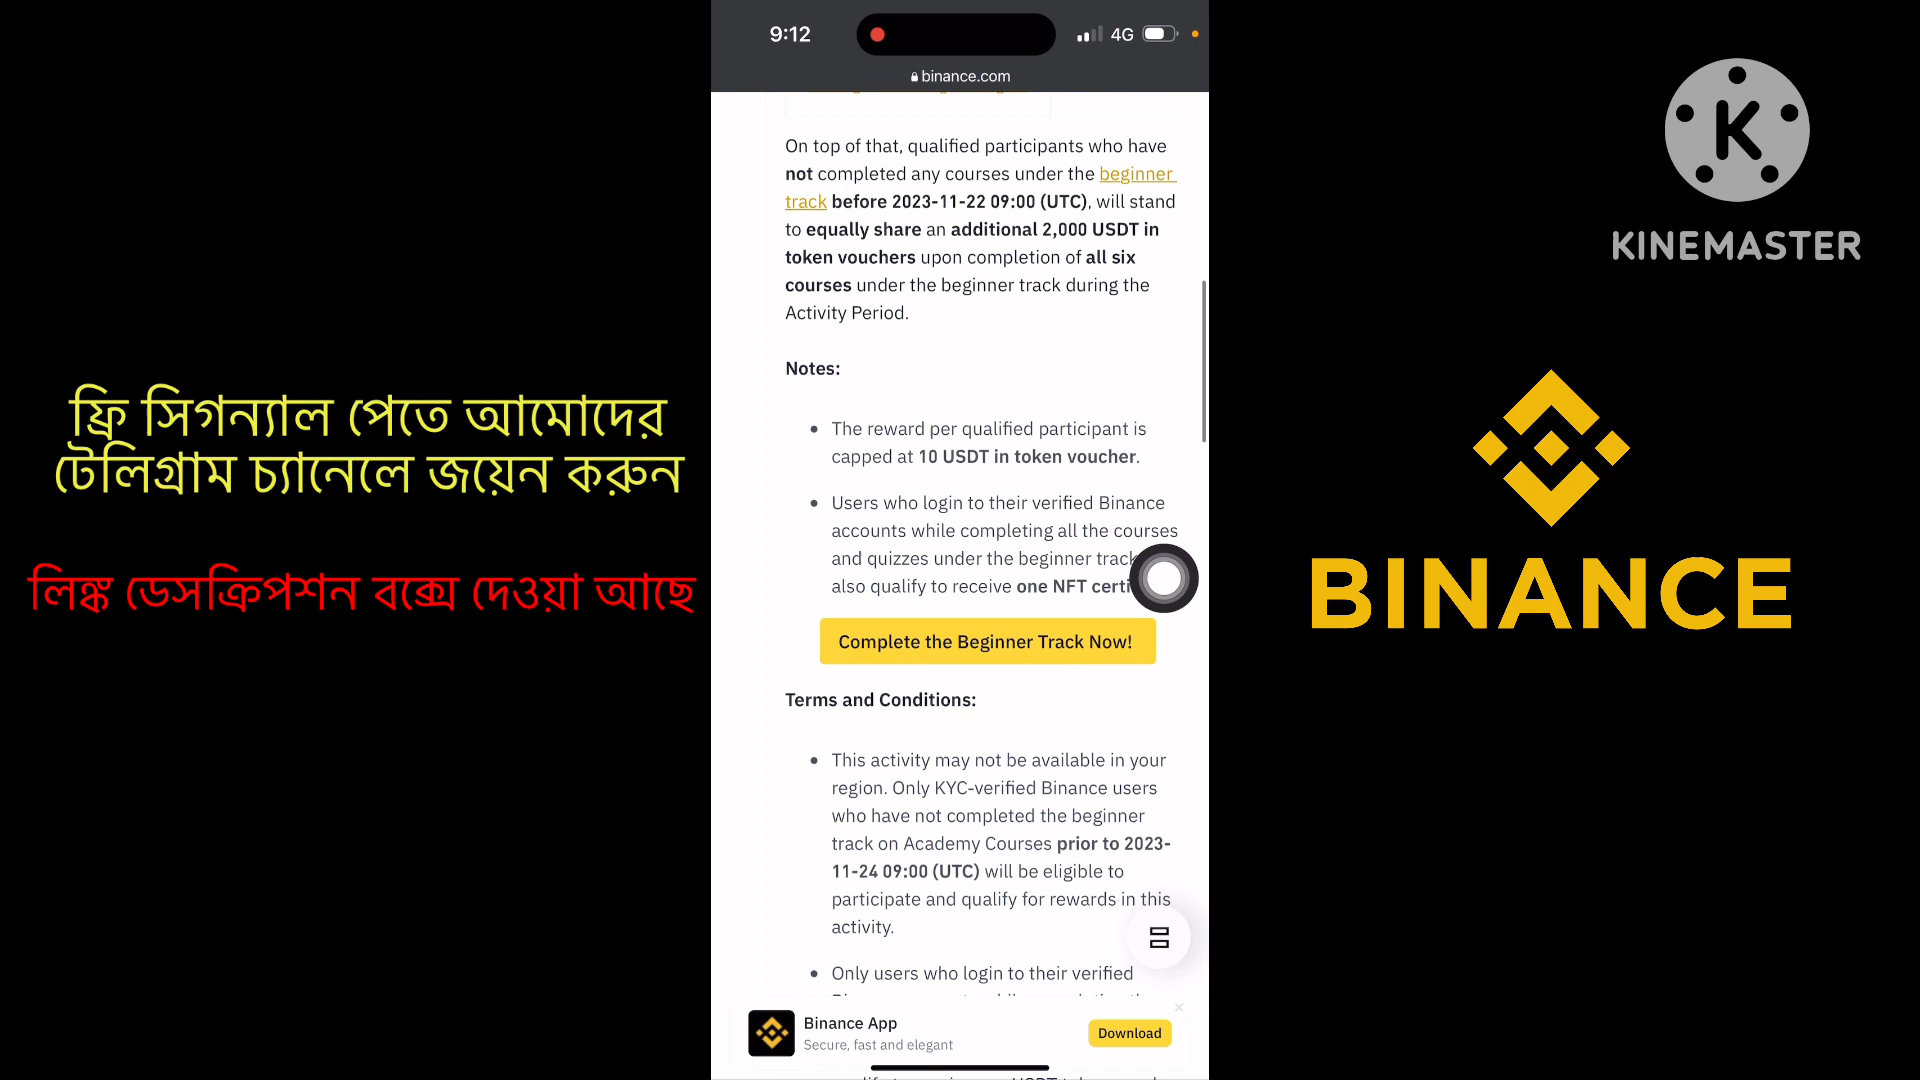 9:12
4G
binance.com
On top of that, qualified participants who have
not completed any courses under the beginner
track before 2023-11-22 09:00 (UTC), will stand
to equally share an additional 2,000 USDT in
token vouchers upon completion of all six
courses under the beginner track during the
Activity Period.
Notes:
• The reward per qualified participant is
capped at 10 USDT in token voucher.
• Users who login to their verified Binance
accounts while completing all the courses
and quizzes under the beginner track
also qualify to receive one NFT certi
Complete the Beginner Track Now!
Terms and Conditions:
• This activity may not be available in your
region. Only KYC-verified Binance users
who have not completed the beginner
track on Academy Courses prior to 2023-
11-24 09:00 (UTC) will be eligible to
participate and qualify for rewards in this
activity.
• Only users who login to their verified
Binance App
Secure, fast and elegant
Download
ফ্রি সিগন্যাল পেতে আমোদের
টেলিগ্রাম চ্যানেলে জয়েন করুন
লিঙ্ক ডেসক্রিপশন বক্সে দেওয়া আছে
K
KINEMASTER
BINANCE